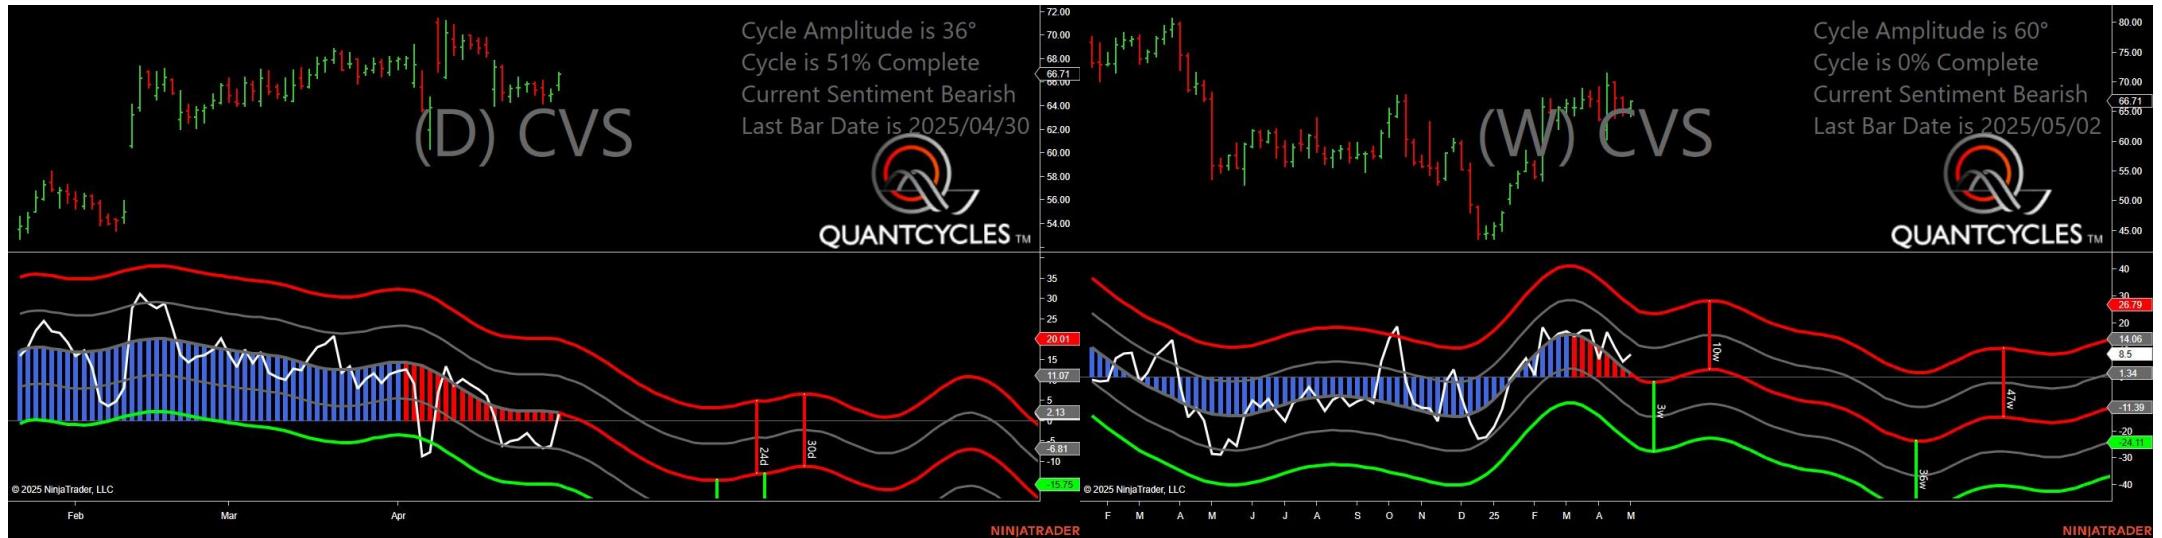 Cycle Amplitude is 36°
Cycle is 51% Complete
Current Sentiment Bearish
Last Bar Date is 2025/04/30
(D) CVS
QUANTCYCLES TM
72.00
70.00
68.00
66.71
66.00
64.00
62.00
60.00
58.00
56.00
54.00
35
30
25
20.01
15
11.07
5
2.13
-5
-6.81
-10
-15.75
24d
30d
© 2025 NinjaTrader, LLC
Feb Mar Apr
NINJATRADER
Cycle Amplitude is 60°
Cycle is 0% Complete
Current Sentiment Bearish
Last Bar Date is 2025/05/02
(W) CVS
QUANTCYCLES TM
80.00
75.00
70.00
66.71
65.00
60.00
55.00
50.00
45.00
40
30
26.79
20
14.06
8.5
1.34
-11.39
-20
-24.11
-30
-40
10w
3w
47w
36w
© 2025 NinjaTrader, LLC
F M A M J J A S O N D 25 F M A M
NINJATRADER